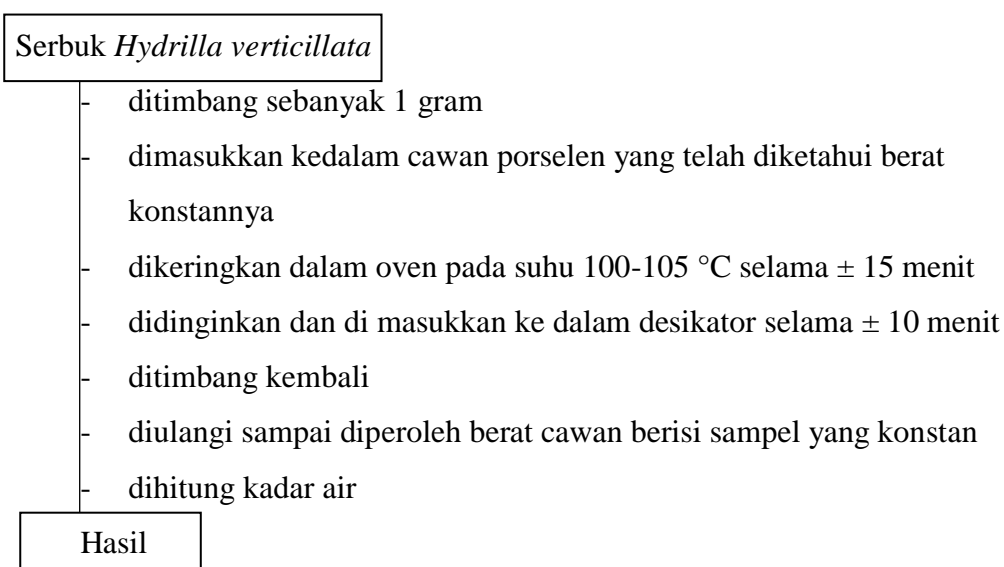 Serbuk Hydrilla verticillata
- ditimbang sebanyak 1 gram
- dimasukkan kedalam cawan porselen yang telah diketahui berat
konstannya
- dikeringkan dalam oven pada suhu 100-105 °C selama ± 15 menit
- didinginkan dan di masukkan ke dalam desikator selama ± 10 menit
- ditimbang kembali
- diulangi sampai diperoleh berat cawan berisi sampel yang konstan
- dihitung kadar air
Hasil